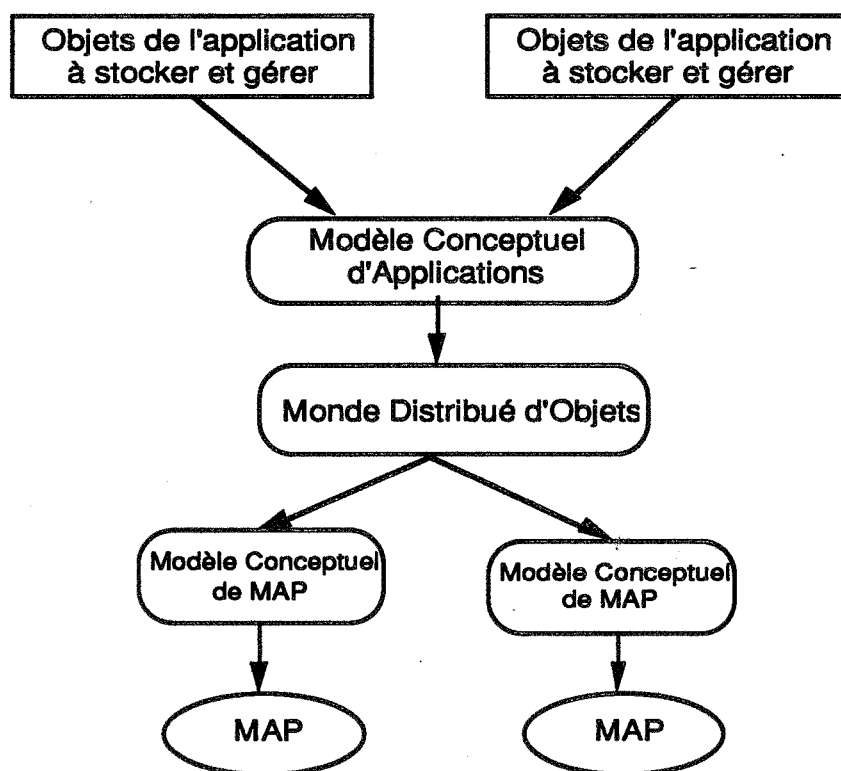 Objets de l'application
à stocker et gérer
Objets de l'application
à stocker et gérer
Modèle Conceptuel
d'Applications
Monde Distribué d'Objets
Modèle Conceptuel
de MAP
Modèle Conceptuel
de MAP
MAP
MAP